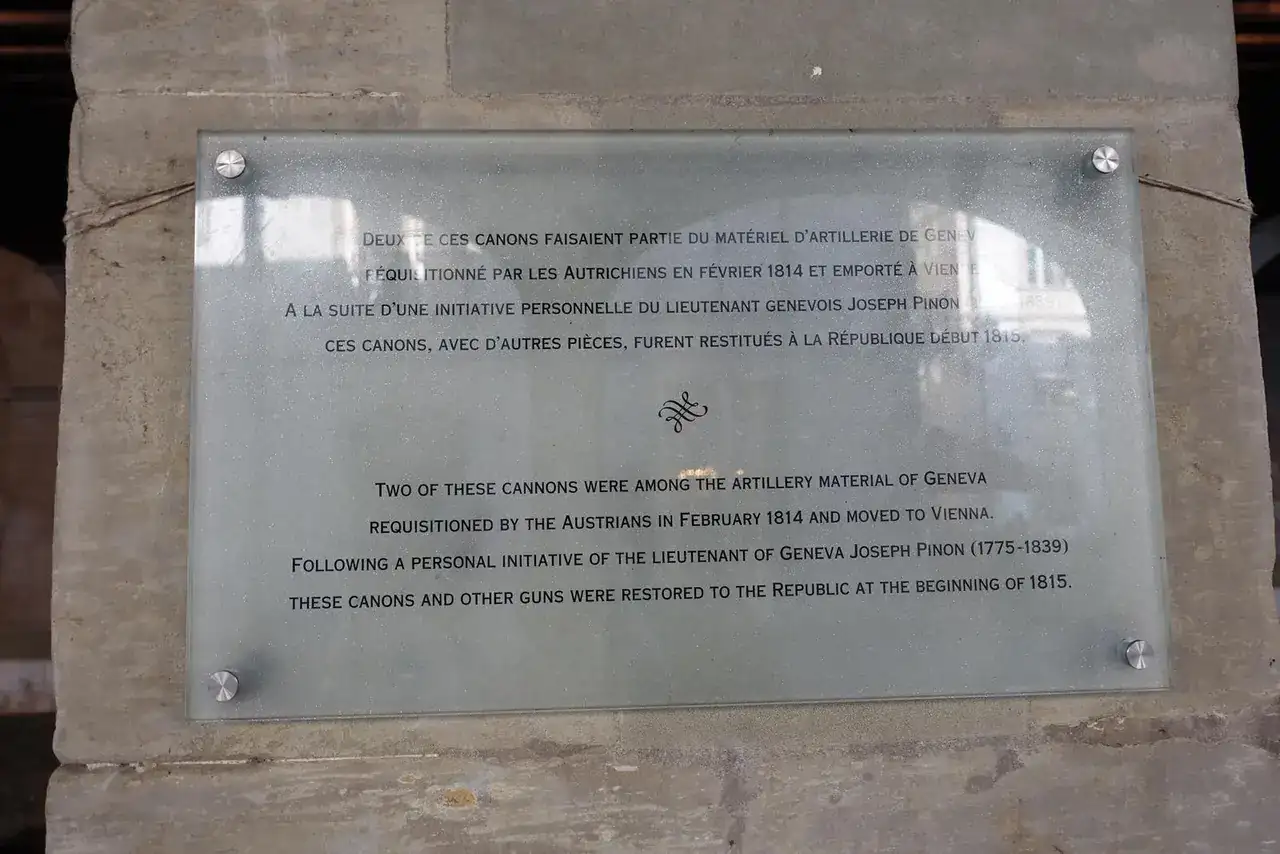 DEUX DE CES CANONS FAISAIENT PARTIE DU MATÉRIEL D'ARTILLERIE DE GENÈV
RÉQUISITIONNÉ PAR LES AUTRICHIENS EN FÉVRIER 1814 ET EMPORTÉ À VIENNE
A LA SUITE D'UNE INITIATIVE PERSONNELLE DU LIEUTENANT GENEVOIS JOSEPH PINON
CES CANONS, AVEC D'AUTRES PIÈCES, FURENT RESTITUÉS À LA RÉPUBLIQUE DÉBUT 1815.
TWO OF THESE CANNONS WERE AMONG THE ARTILLERY MATERIAL OF GENEVA
REQUISITIONED BY THE AUSTRIANS IN FEBRUARY 1814 AND MOVED TO VIENNA.
FOLLOWING A PERSONAL INITIATIVE OF THE LIEUTENANT OF GENEVA JOSEPH PINON (1775-1839)
THESE CANONS AND OTHER GUNS WERE RESTORED TO THE REPUBLIC AT THE BEGINNING OF 1815.